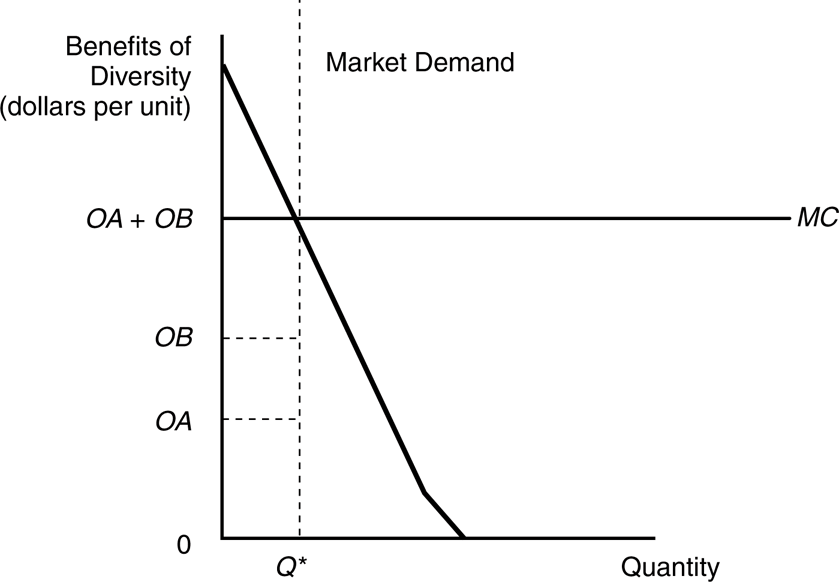 Benefits of
Diversity
(dollars per unit)
Market Demand
OA + OB
MC
OB
OA
0
Q*
Quantity